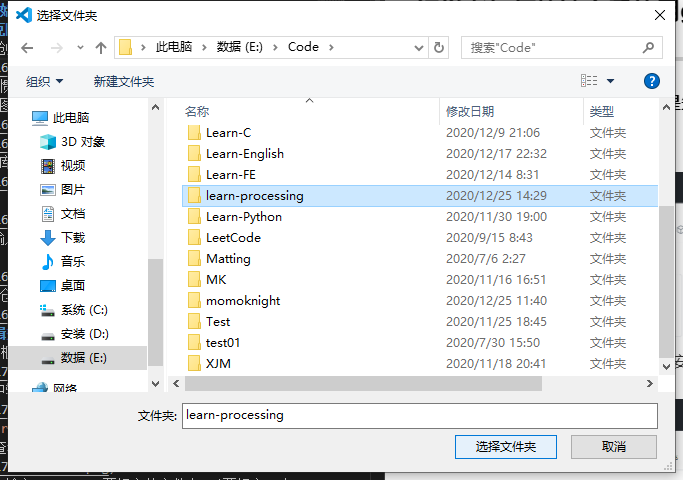 选择文件夹
此电脑 > 数据 (E:) > Code >
搜索"Code"
组织 新建文件夹
名称 修改日期 类型
此电脑
3D 对象
视频
图片
文档
下载
音乐
桌面
系统 (C:)
安装 (D:)
数据 (E:)
网络
Learn-C 2020/12/9 21:06 文件夹
Learn-English 2020/12/17 22:32 文件夹
Learn-FE 2020/12/14 8:31 文件夹
learn-processing 2020/12/25 14:29 文件夹
Learn-Python 2020/11/30 19:00 文件夹
LeetCode 2020/9/15 8:43 文件夹
Matting 2020/7/6 2:27 文件夹
MK 2020/11/16 16:51 文件夹
momoknight 2020/12/25 11:40 文件夹
Test 2020/11/25 18:45 文件夹
test01 2020/7/30 15:50 文件夹
XJM 2020/11/18 20:41 文件夹
文件夹: learn-processing
选择文件夹 取消